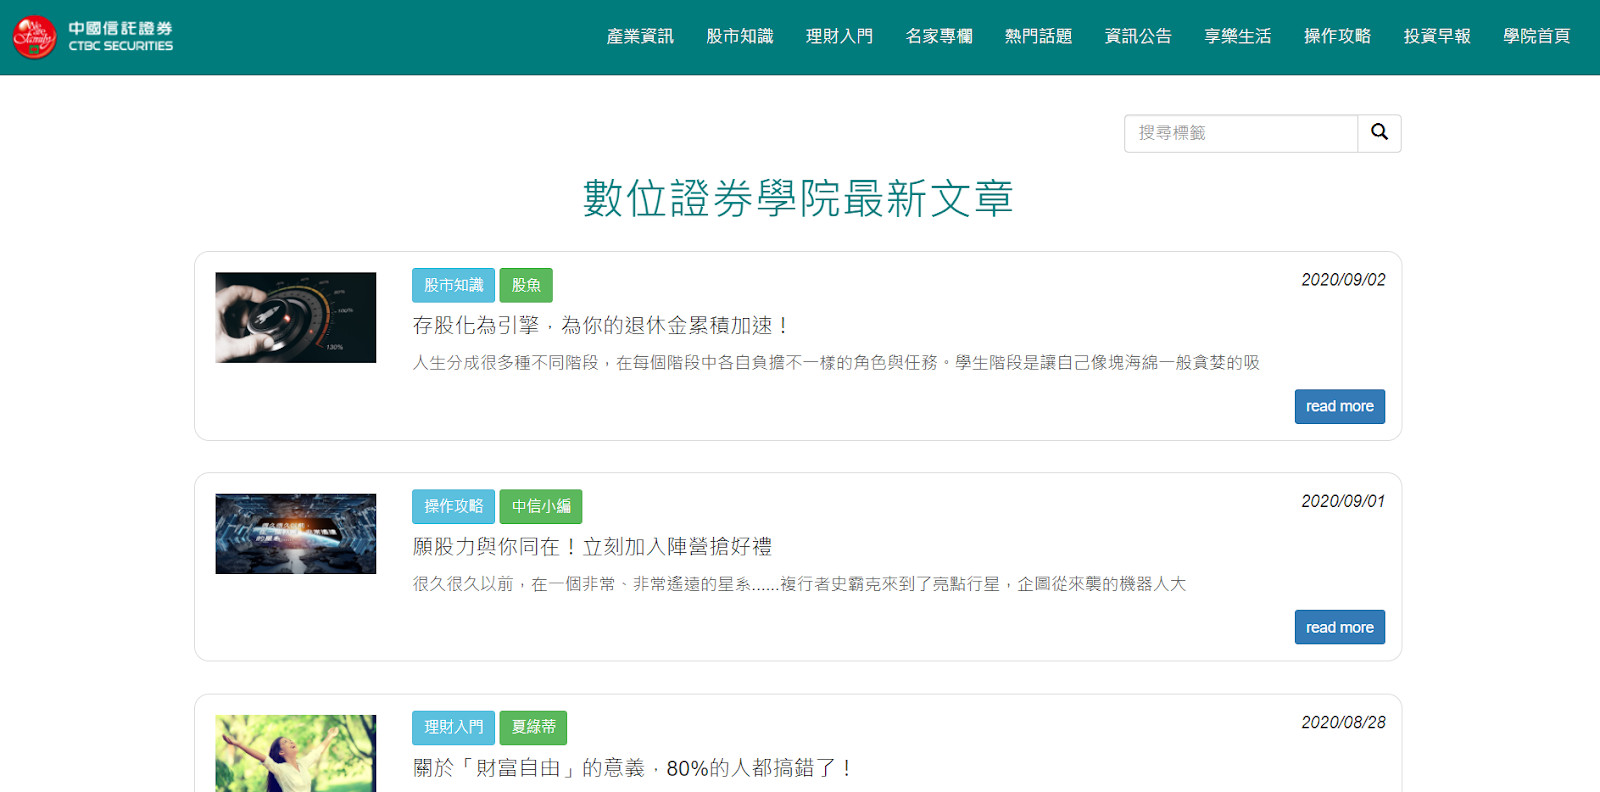 中國信託證券
CTBC SECURITIES
產業資訊 股市知識 理財入門 名家專欄 熱門話題 資訊公告 享樂生活 操作攻略 投資早報 學院首頁
搜尋標籤
數位證券學院最新文章
股市知識 股魚 2020/09/02
存股化為引擎，為你的退休金累積加速！
人生分成很多種不同階段，在每個階段中各自負擔不一樣的角色與任務。學生階段是讓自己像塊海綿一般貪婪的吸
read more
操作攻略 中信小編 2020/09/01
願股力與你同在！立刻加入陣營搶好禮
很久很久以前，在一個非常、非常遙遠的星系......複行者史霸克來到了亮點行星，企圖從來襲的機器人大
read more
理財入門 夏綠蒂 2020/08/28
關於「財富自由」的意義，80%的人都搞錯了！